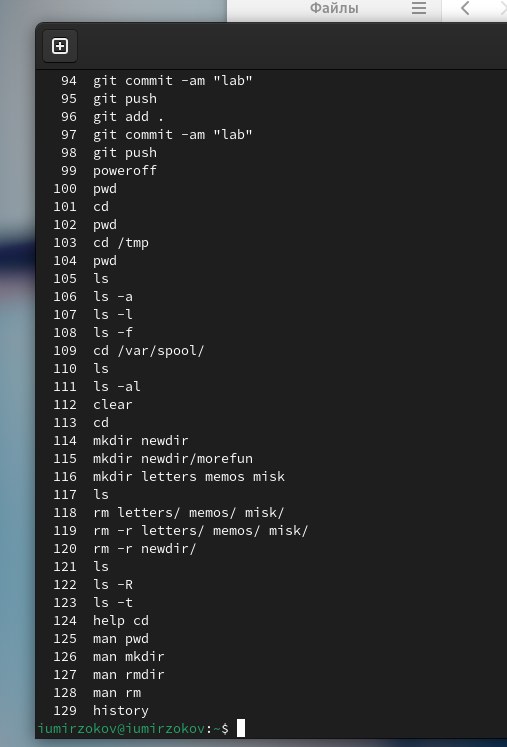 Файлы
94 git commit -am "lab"
95 git push
96 git add .
97 git commit -am "lab"
98 git push
99 poweroff
100 pwd
101 cd
102 pwd
103 cd /tmp
104 pwd
105 ls
106 ls -a
107 ls -l
108 ls -f
109 cd /var/spool/
110 ls
111 ls -al
112 clear
113 cd
114 mkdir newdir
115 mkdir newdir/morefun
116 mkdir letters memos misk
117 ls
118 rm letters/ memos/ misk/
119 rm -r letters/ memos/ misk/
120 rm -r newdir/
121 ls
122 ls -R
123 ls -t
124 help cd
125 man pwd
126 man mkdir
127 man rmdir
128 man rm
129 history
iumirzokov@iumirzokov:~$